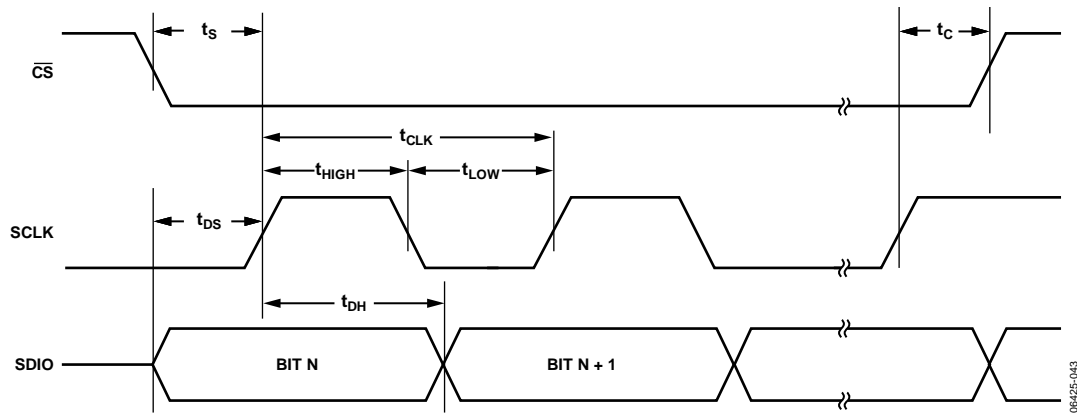 tS
tC
CS
tCLK
tHIGH
tLOW
tDS
SCLK
tDH
SDIO
BIT N
BIT N + 1
06425-043